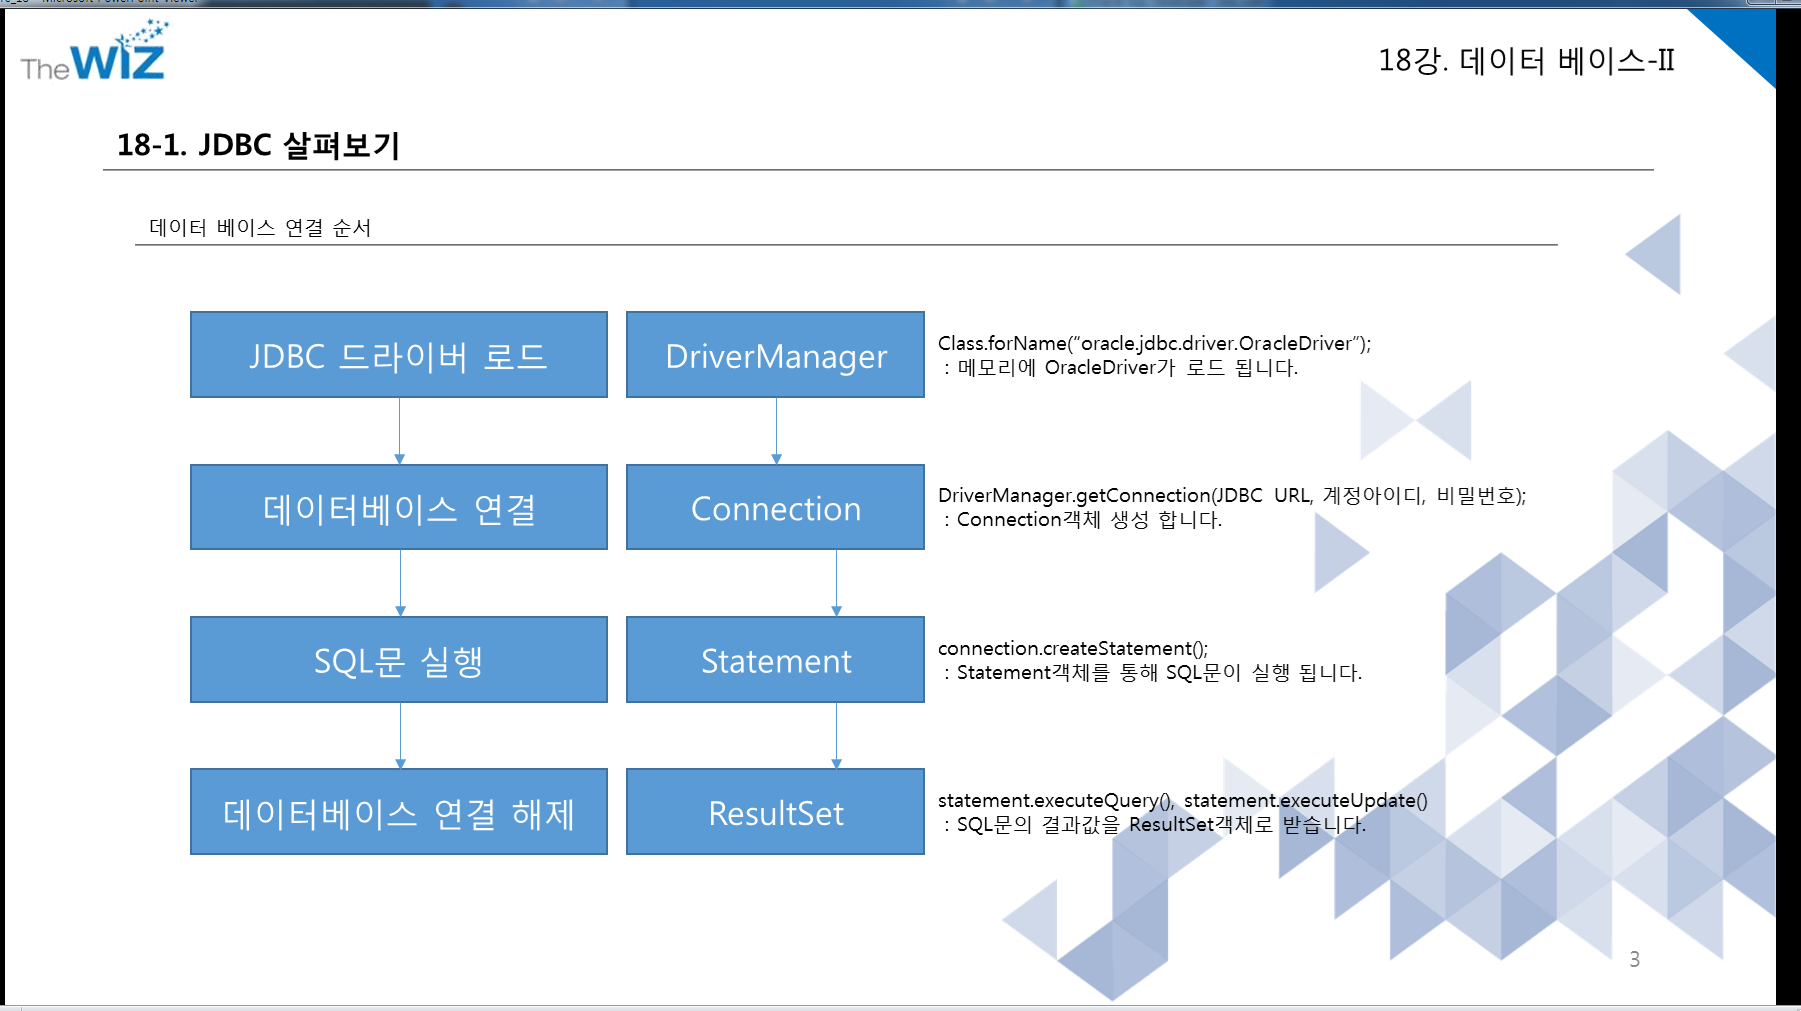 The WIZ
18강. 데이터 베이스-II
18-1. JDBC 살펴보기
데이터 베이스 연결 순서
JDBC 드라이버 로드
DriverManager
Class.forName(“oracle.jdbc.driver.OracleDriver”);
: 메모리에 OracleDriver가 로드 됩니다.
데이터베이스 연결
Connection
DriverManager.getConnection(JDBC URL, 계정아이디, 비밀번호);
: Connection객체 생성 합니다.
SQL문 실행
Statement
connection.createStatement();
: Statement객체를 통해 SQL문이 실행 됩니다.
데이터베이스 연결 해제
ResultSet
statement.executeQuery(), statement.executeUpdate()
: SQL문의 결과값을 ResultSet객체로 받습니다.
3